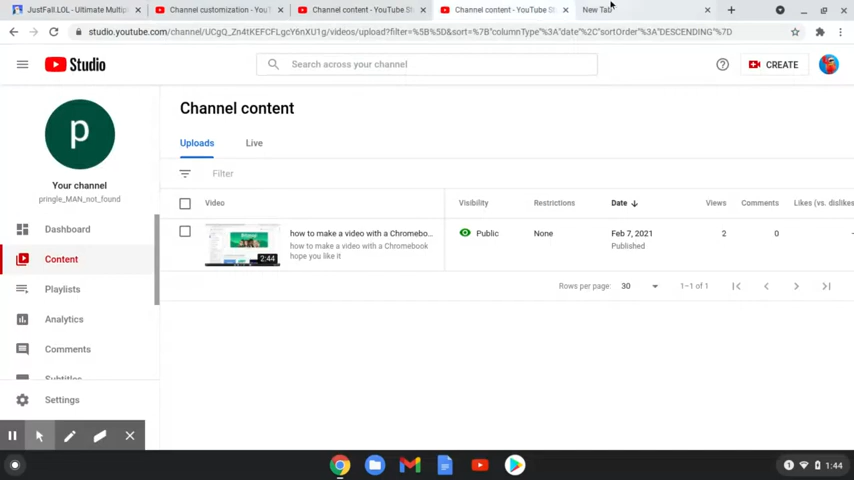 JustFall.LOL - Ultimate Multipl
Channel customization - YouT
Channel content - YouTube St
Channel content - YouTube St
New Tab
studio.youtube.com/channel/UCgQ_Zn4tKEFCFLgcY6nXU1g/videos/upload?filter=%5B%5D&sort=%7B"columnType"%3A"date"%2C"sortOrder"%3A"DESCENDING"%7D
Studio
Search across your channel
CREATE
p
Your channel
pringle_MAN_not_found
Dashboard
Content
Playlists
Analytics
Comments
Subtitles
Settings
Channel content
Uploads
Live
Filter
Video
Visibility
Restrictions
Date
Views
Comments
Likes (vs. dislikes
how to make a video with a Chromebo...
how to make a video with a Chromebook
hope you like it
2:44
Public
None
Feb 7, 2021
Published
2
0
Rows per page:
30
1–1 of 1
1
1:44